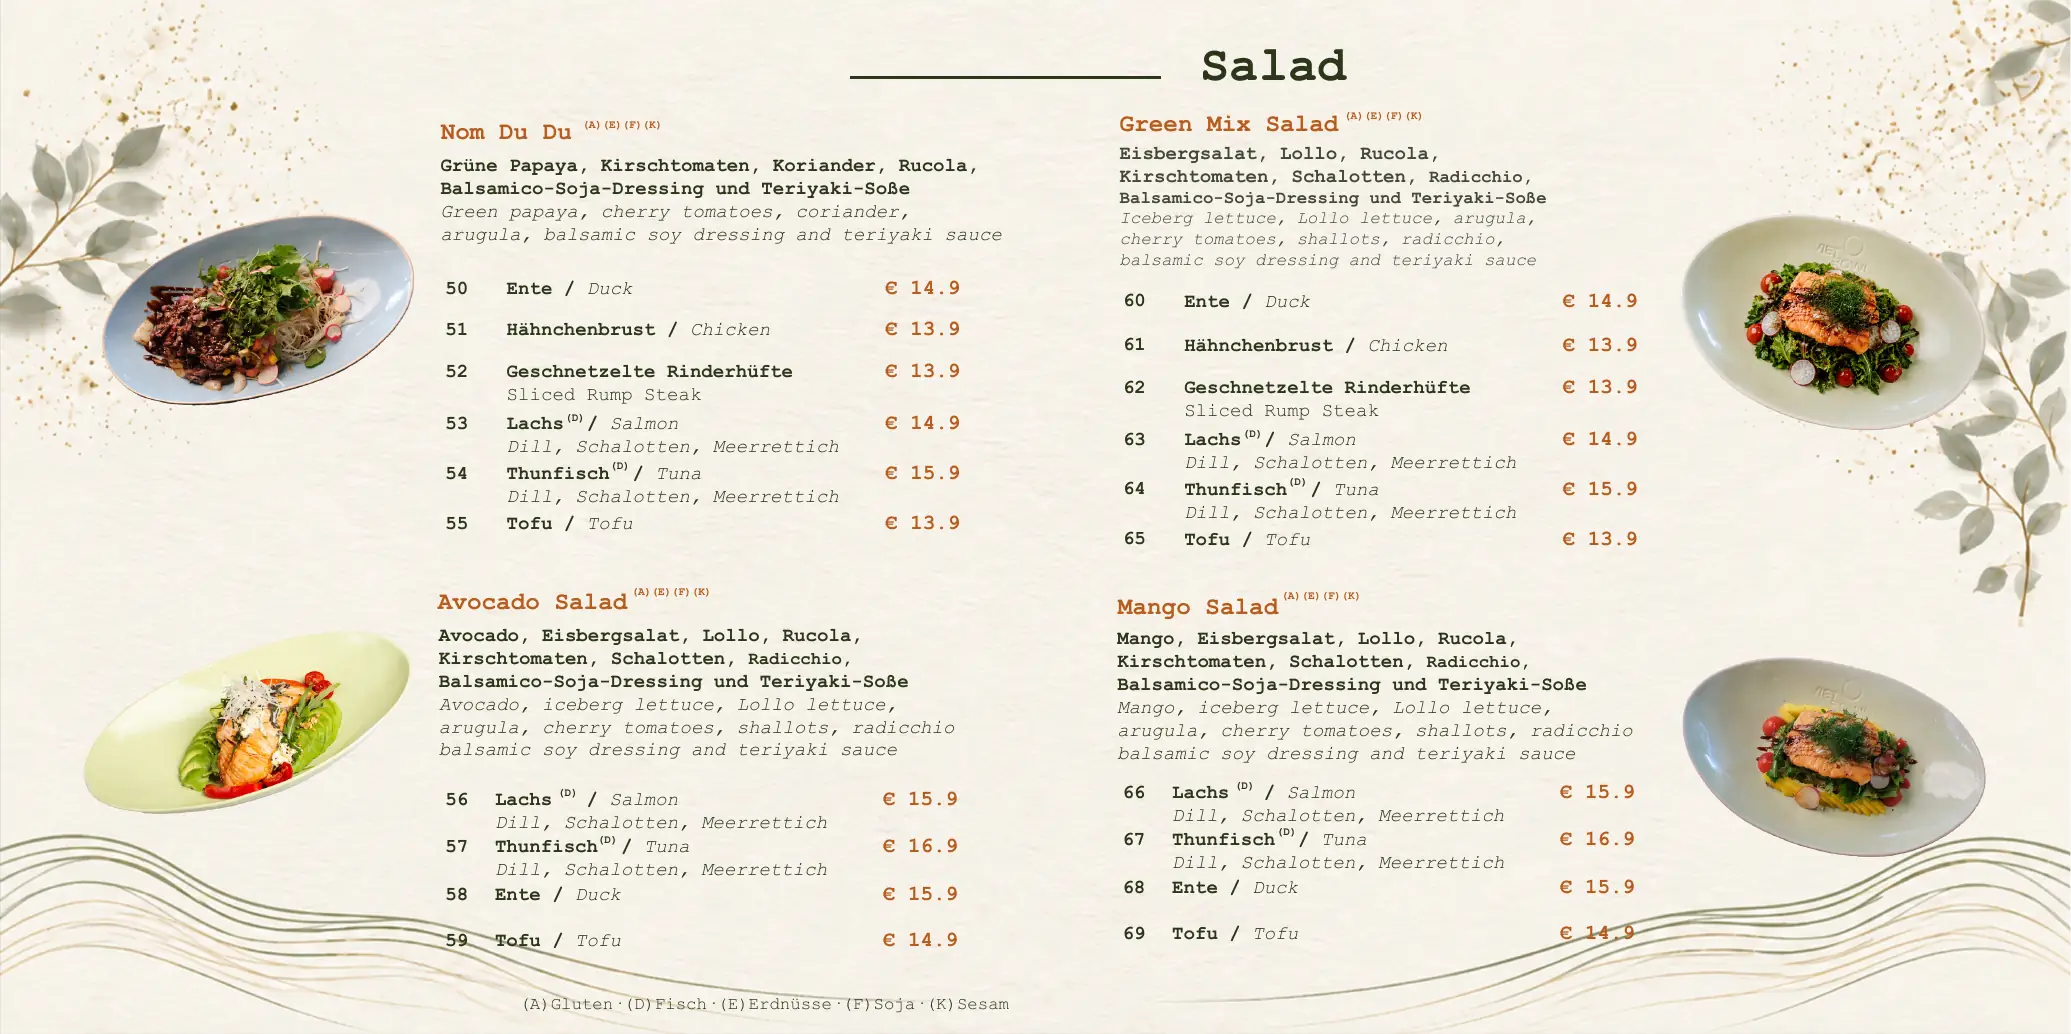 Salad
Nom Du Du (A)(E)(F)(K)
Grüne Papaya, Kirschtomaten, Koriander, Rucola,
Balsamico-Soja-Dressing und Teriyaki-Soße
Green papaya, cherry tomatoes, coriander,
arugula, balsamic soy dressing and teriyaki sauce
50 Ente / Duck € 14.9
51 Hähnchenbrust / Chicken € 13.9
52 Geschnetzelte Rinderhüfte € 13.9
Sliced Rump Steak
53 Lachs(D)/ Salmon € 14.9
Dill, Schalotten, Meerrettich
54 Thunfisch(D)/ Tuna € 15.9
Dill, Schalotten, Meerrettich
55 Tofu / Tofu € 13.9
Avocado Salad(A)(E)(F)(K)
Avocado, Eisbergsalat, Lollo, Rucola,
Kirschtomaten, Schalotten, Radicchio,
Balsamico-Soja-Dressing und Teriyaki-Soße
Avocado, iceberg lettuce, Lollo lettuce,
arugula, cherry tomatoes, shallots, radicchio
balsamic soy dressing and teriyaki sauce
56 Lachs (D) / Salmon € 15.9
Dill, Schalotten, Meerrettich
57 Thunfisch(D)/ Tuna € 16.9
Dill, Schalotten, Meerrettich
58 Ente / Duck € 15.9
59 Tofu / Tofu € 14.9
Green Mix Salad(A)(E)(F)(K)
Eisbergsalat, Lollo, Rucola,
Kirschtomaten, Schalotten, Radicchio,
Balsamico-Soja-Dressing und Teriyaki-Soße
Iceberg lettuce, Lollo lettuce, arugula,
cherry tomatoes, shallots, radicchio,
balsamic soy dressing and teriyaki sauce
60 Ente / Duck € 14.9
61 Hähnchenbrust / Chicken € 13.9
62 Geschnetzelte Rinderhüfte € 13.9
Sliced Rump Steak
63 Lachs(D)/ Salmon € 14.9
Dill, Schalotten, Meerrettich
64 Thunfisch(D)/ Tuna € 15.9
Dill, Schalotten, Meerrettich
65 Tofu / Tofu € 13.9
Mango Salad(A)(E)(F)(K)
Mango, Eisbergsalat, Lollo, Rucola,
Kirschtomaten, Schalotten, Radicchio,
Balsamico-Soja-Dressing und Teriyaki-Soße
Mango, iceberg lettuce, Lollo lettuce,
arugula, cherry tomatoes, shallots, radicchio
balsamic soy dressing and teriyaki sauce
66 Lachs (D) / Salmon € 15.9
Dill, Schalotten, Meerrettich
67 Thunfisch(D)/ Tuna € 16.9
Dill, Schalotten, Meerrettich
68 Ente / Duck € 15.9
69 Tofu / Tofu € 14.9
(A)Gluten·(D)Fisch·(E)Erdnüsse·(F)Soja·(K)Sesam